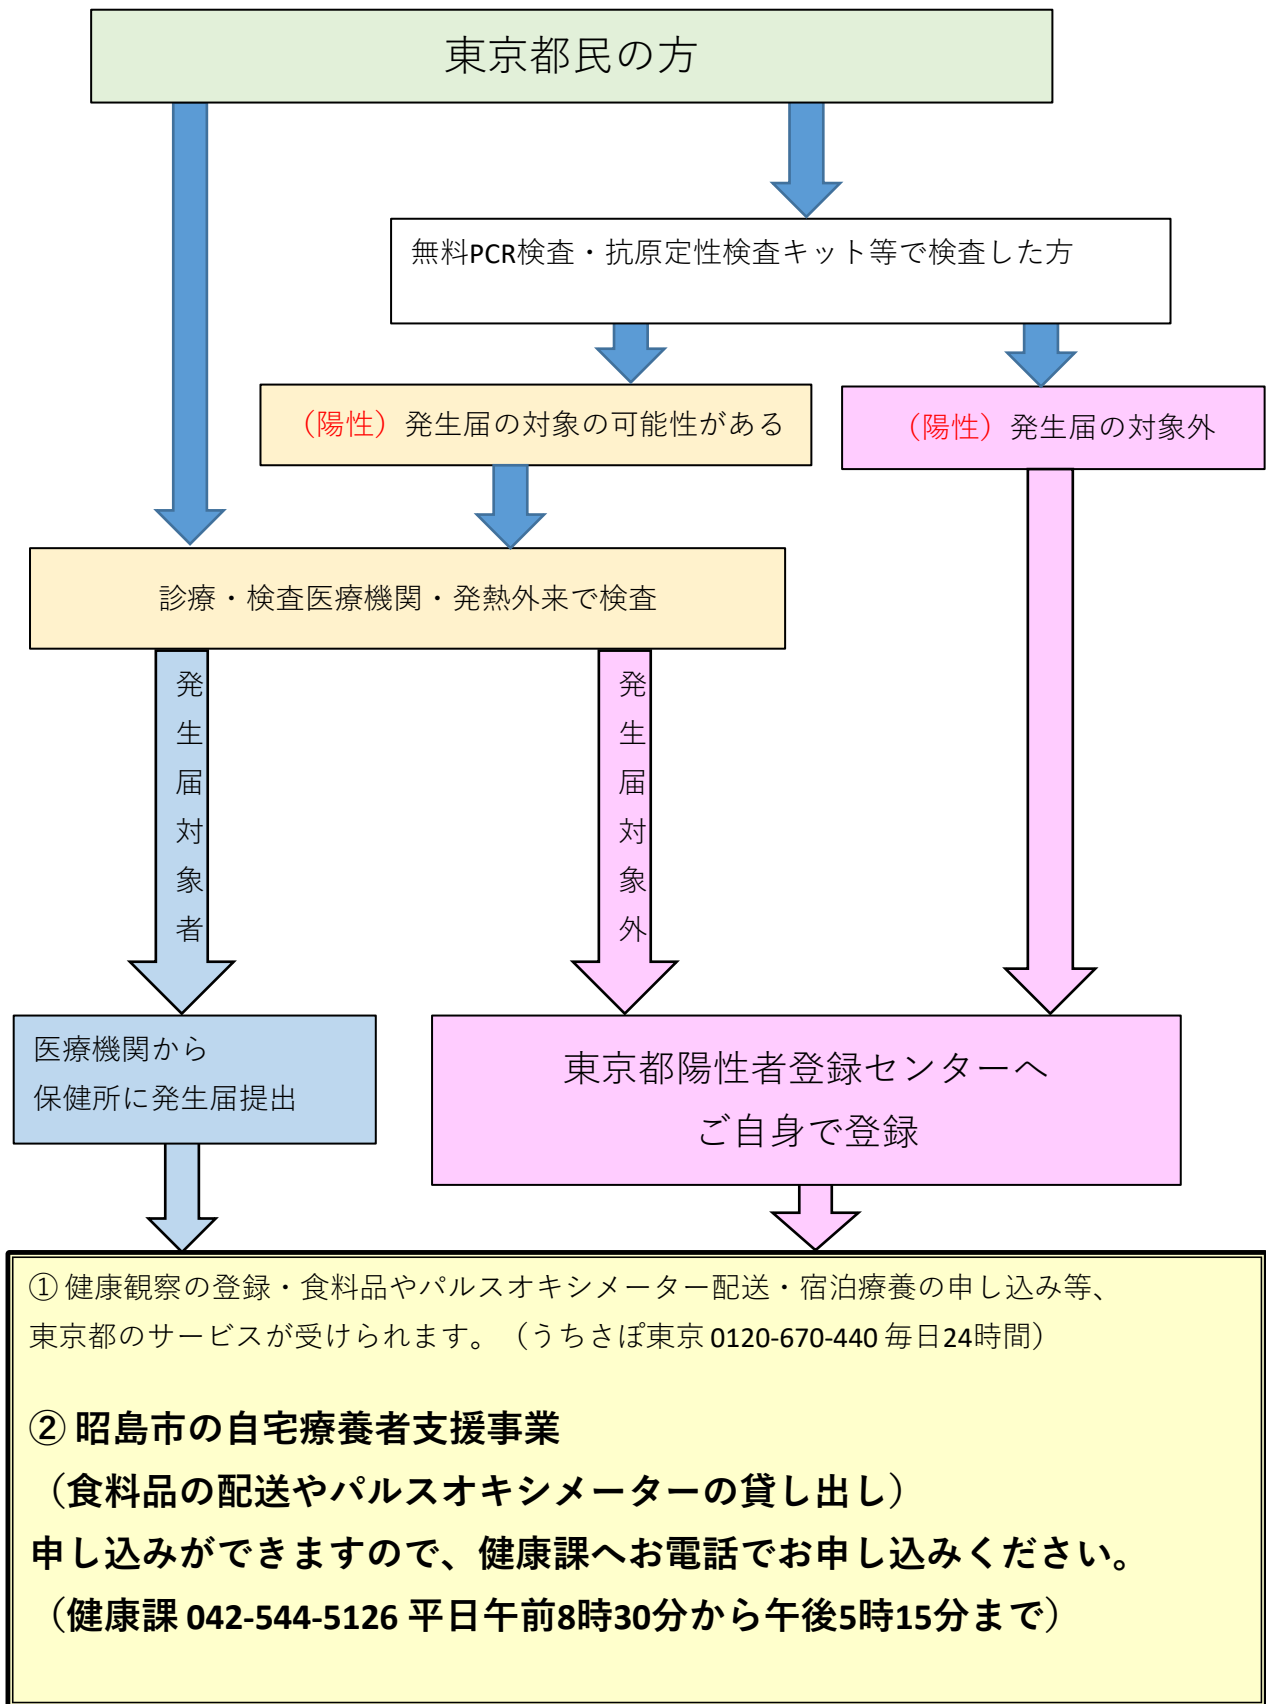 東京都民の方
無料PCR検査・抗原定性検査キット等で検査した方
（陽性）発生届の対象の可能性がある
（陽性）発生届の対象外
診療・検査医療機関・発熱外来で検査
発生届対象者
発生届対象外
医療機関から
保健所に発生届提出
東京都陽性者登録センターへ
ご自身で登録
① 健康観察の登録・食料品やパルスオキシメーター配送・宿泊療養の申し込み等、
東京都のサービスが受けられます。（うちさぽ東京 0120-670-440 毎日24時間）
② 昭島市の自宅療養者支援事業
（食料品の配送やパルスオキシメーターの貸し出し）
申し込みができますので、健康課へお電話でお申し込みください。
（健康課 042-544-5126 平日午前8時30分から午後5時15分まで）